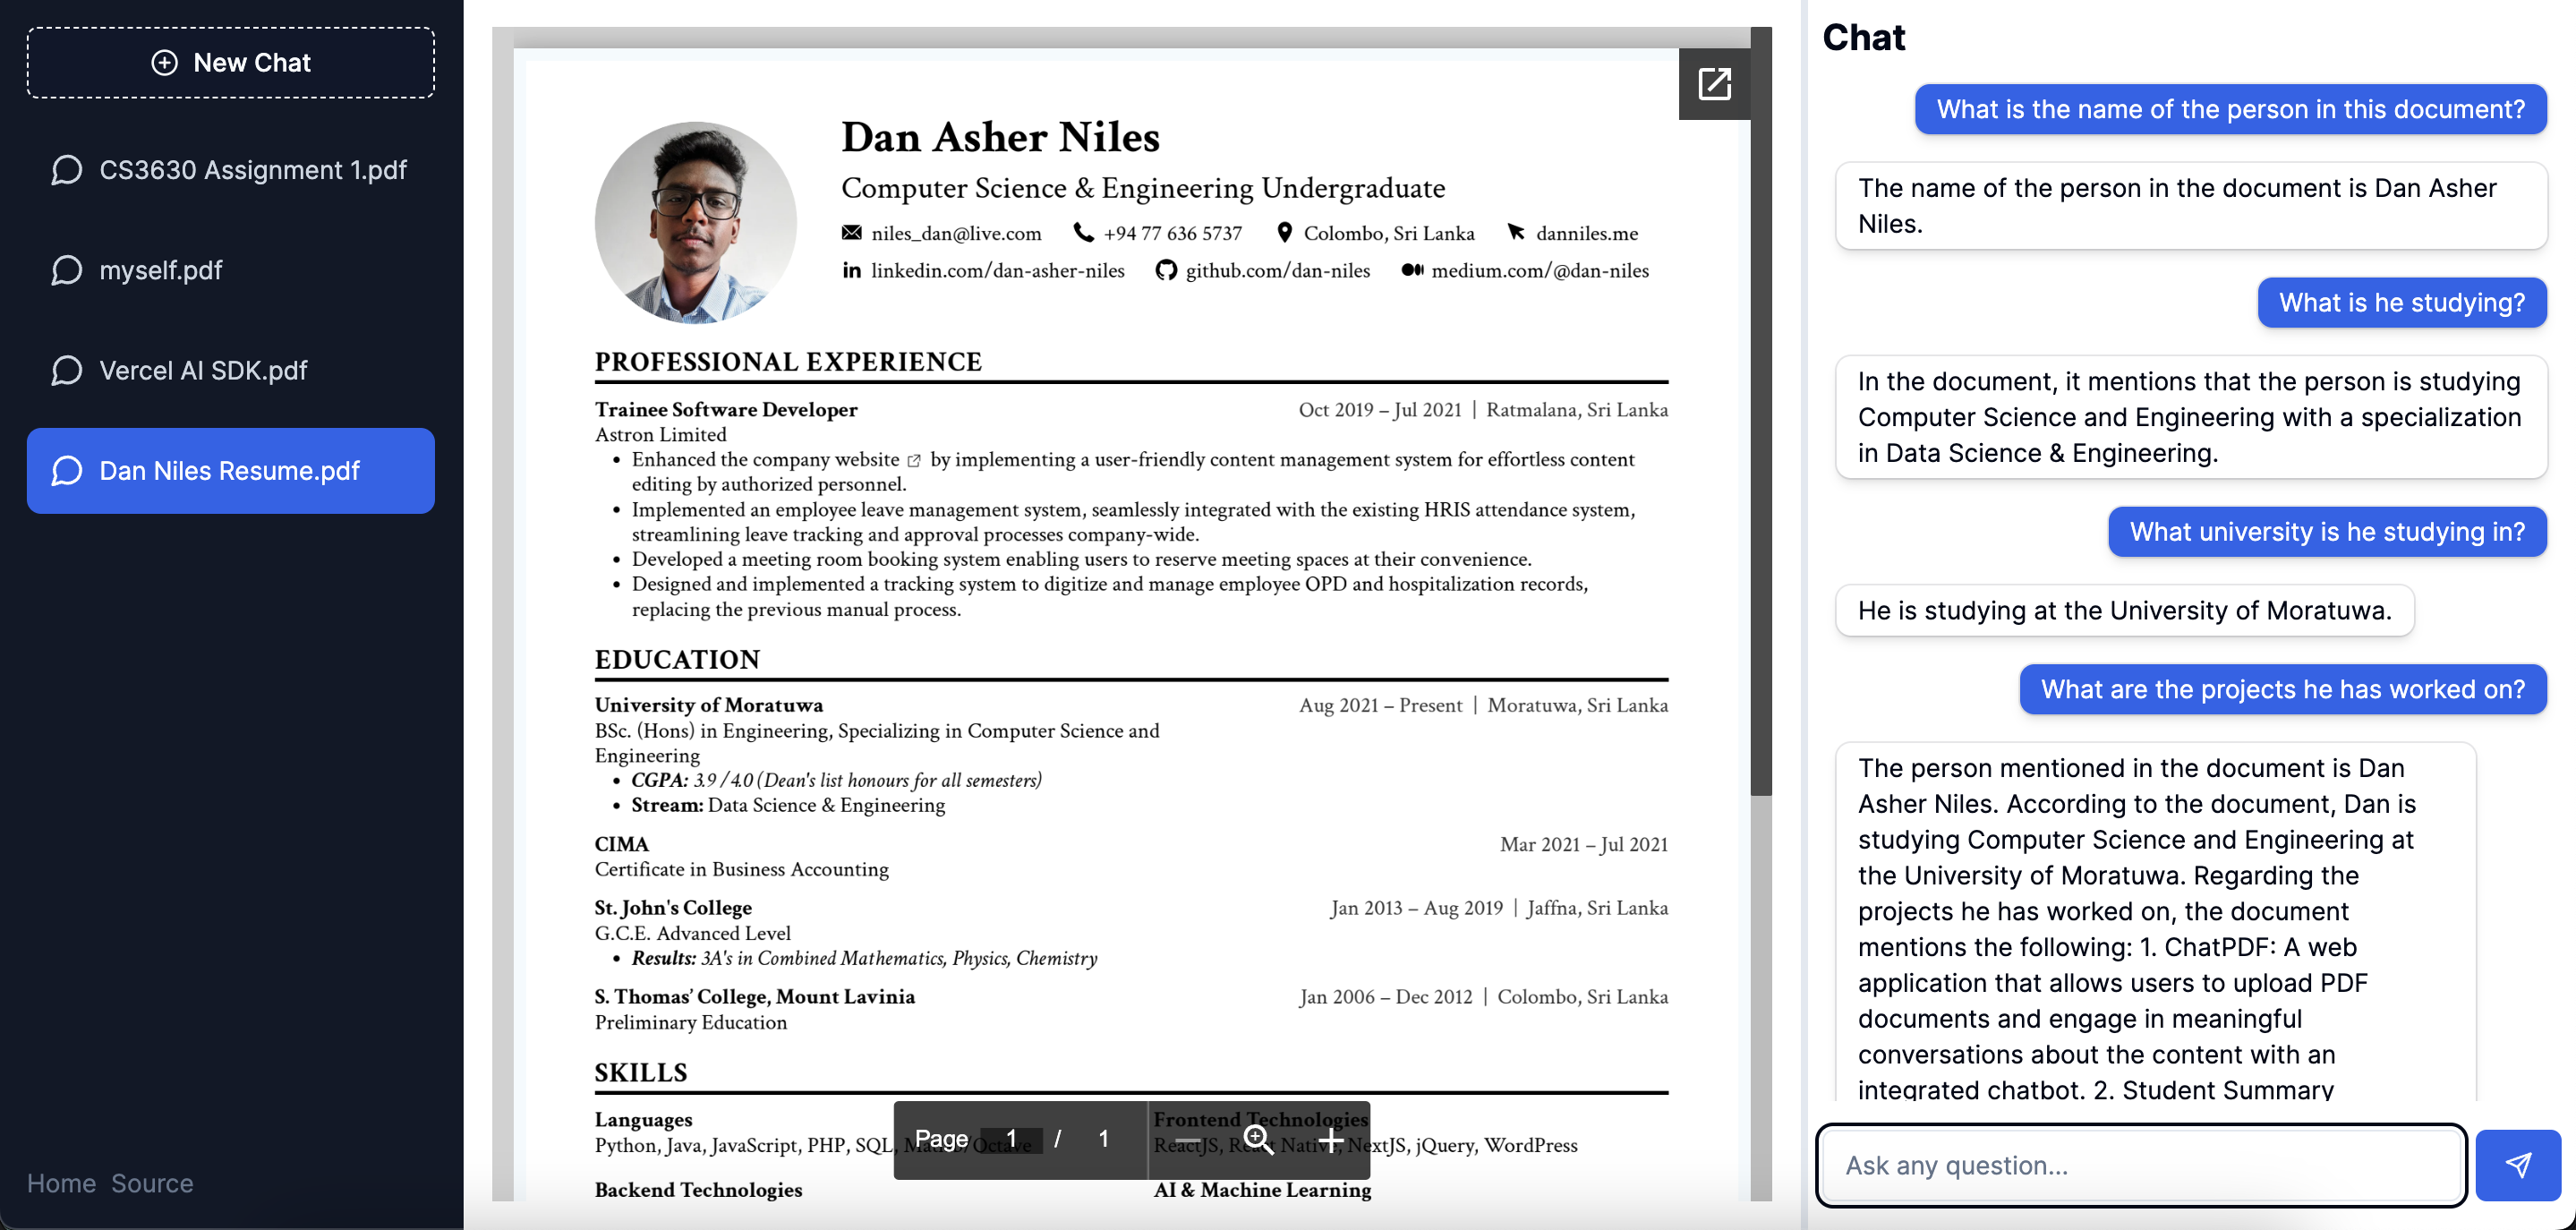 New Chat
CS3630 Assignment 1.pdf
myself.pdf
Vercel AI SDK.pdf
Dan Niles Resume.pdf
Home Source
Dan Asher Niles
Computer Science & Engineering Undergraduate
niles_dan@live.com +94 77 636 5737 Colombo, Sri Lanka danniles.me
linkedin.com/dan-asher-niles github.com/dan-niles medium.com/@dan-niles
PROFESSIONAL EXPERIENCE
Trainee Software Developer Oct 2019 – Jul 2021 | Ratmalana, Sri Lanka
Astron Limited
• Enhanced the company website by implementing a user-friendly content management system for effortless content
editing by authorized personnel.
• Implemented an employee leave management system, seamlessly integrated with the existing HRIS attendance system,
streamlining leave tracking and approval processes company-wide.
• Developed a meeting room booking system enabling users to reserve meeting spaces at their convenience.
• Designed and implemented a tracking system to digitize and manage employee OPD and hospitalization records,
replacing the previous manual process.
EDUCATION
University of Moratuwa Aug 2021 – Present | Moratuwa, Sri Lanka
BSc. (Hons) in Engineering, Specializing in Computer Science and
Engineering
• CGPA: 3.9 / 4.0 (Dean's list honours for all semesters)
• Stream: Data Science & Engineering
CIMA Mar 2021 – Jul 2021
Certificate in Business Accounting
St. John's College Jan 2013 – Aug 2019 | Jaffna, Sri Lanka
G.C.E. Advanced Level
• Results: 3A's in Combined Mathematics, Physics, Chemistry
S. Thomas’ College, Mount Lavinia Jan 2006 – Dec 2012 | Colombo, Sri Lanka
Preliminary Education
SKILLS
Languages Frontend Technologies
Python, Java, JavaScript, PHP, SQL, Matlab/Octave ReactJS, React Native, NextJS, jQuery, WordPress
Page 1 / 1
Backend Technologies AI & Machine Learning
Chat
What is the name of the person in this document?
The name of the person in the document is Dan Asher
Niles.
What is he studying?
In the document, it mentions that the person is studying
Computer Science and Engineering with a specialization
in Data Science & Engineering.
What university is he studying in?
He is studying at the University of Moratuwa.
What are the projects he has worked on?
The person mentioned in the document is Dan
Asher Niles. According to the document, Dan is
studying Computer Science and Engineering at
the University of Moratuwa. Regarding the
projects he has worked on, the document
mentions the following: 1. ChatPDF: A web
application that allows users to upload PDF
documents and engage in meaningful
conversations about the content with an
integrated chatbot. 2. Student Summary
Ask any question...